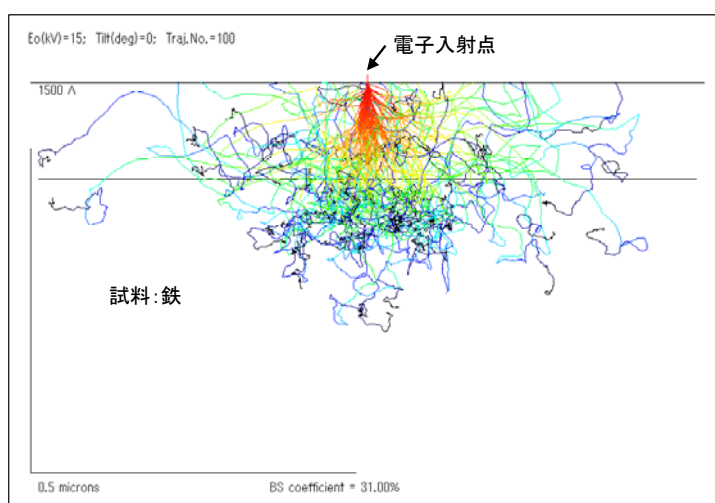 Eo(kV)=15; Tilt(deg)=0; Traj.No.=100
電子入射点
1500 Λ
試料：鉄
0.5 microns
BS coefficient = 31.00%